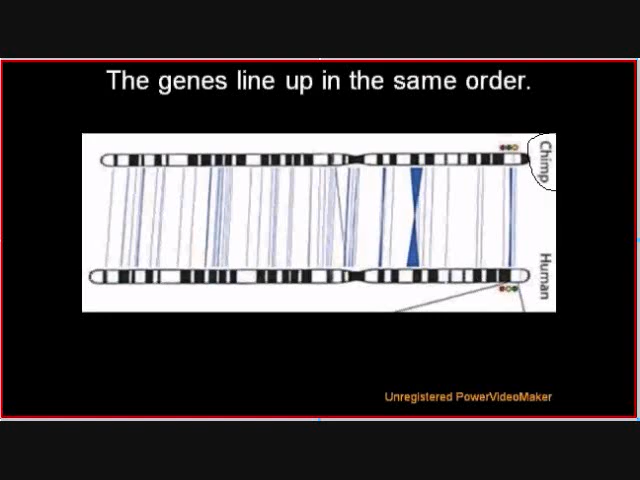 The genes line up in the same order.
Chimp
Human
Unregistered PowerVideoMaker